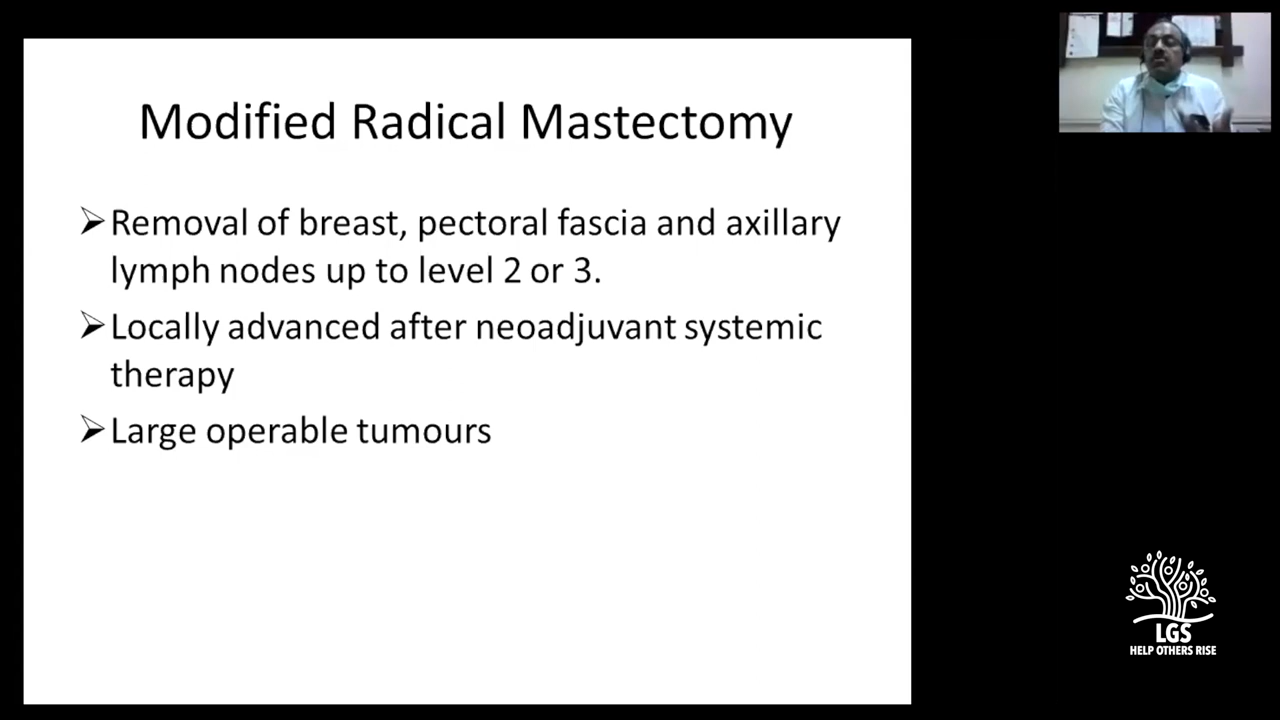 Modified Radical Mastectomy
➢Removal of breast, pectoral fascia and axillary
lymph nodes up to level 2 or 3.
➢Locally advanced after neoadjuvant systemic
therapy
➢Large operable tumours
LGS
HELP OTHERS RISE